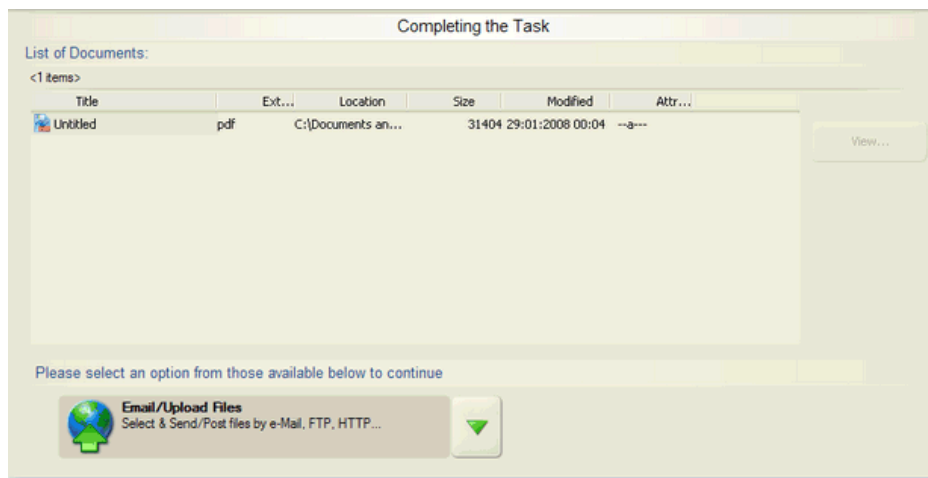 Completing the Task
List of Documents:
<1 items>
Title Ext... Location Size Modified Attr...
Untitled pdf C:\Documents an... 31404 29:01:2008 00:04 --a---
View...
Please select an option from those available below to continue
Email/Upload Files
Select & Send/Post files by e-Mail, FTP, HTTP...